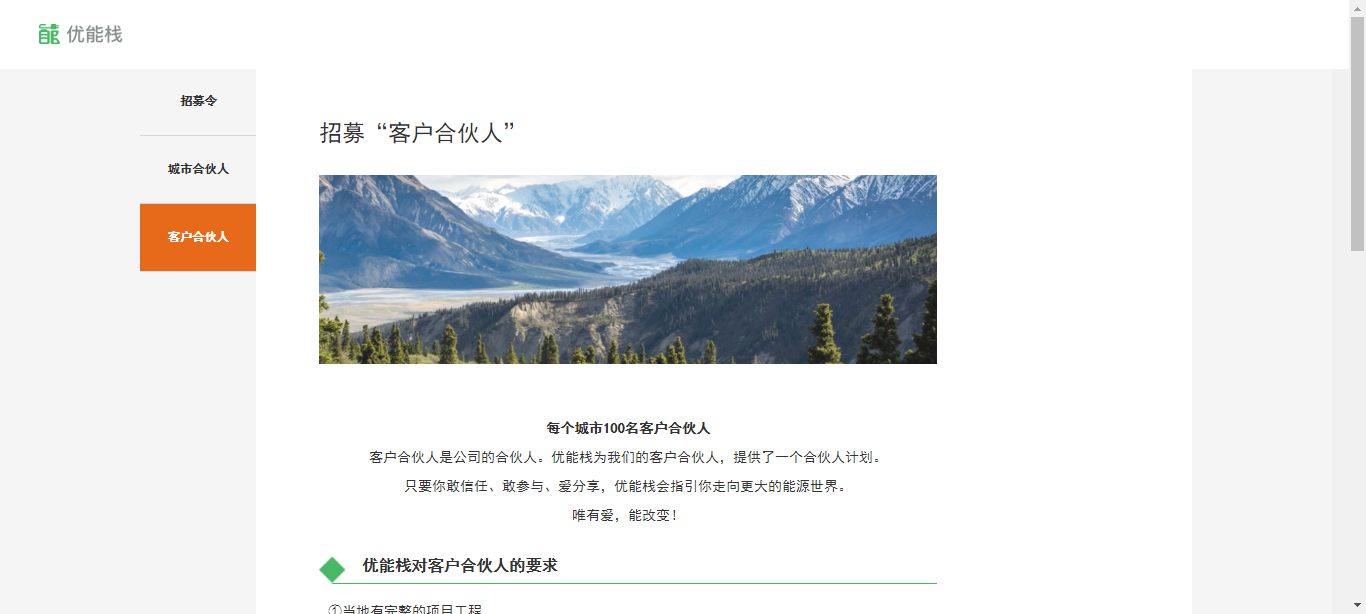 优能栈
招募令
城市合伙人
客户合伙人
招募“客户合伙人”
每个城市100名客户合伙人
客户合伙人是公司的合伙人。优能栈为我们的客户合伙人，提供了一个合伙人计划。
只要你敢信任、敢参与、爱分享，优能栈会指引你走向更大的能源世界。
唯有爱，能改变！
优能栈对客户合伙人的要求
①当地有完整的项目工程